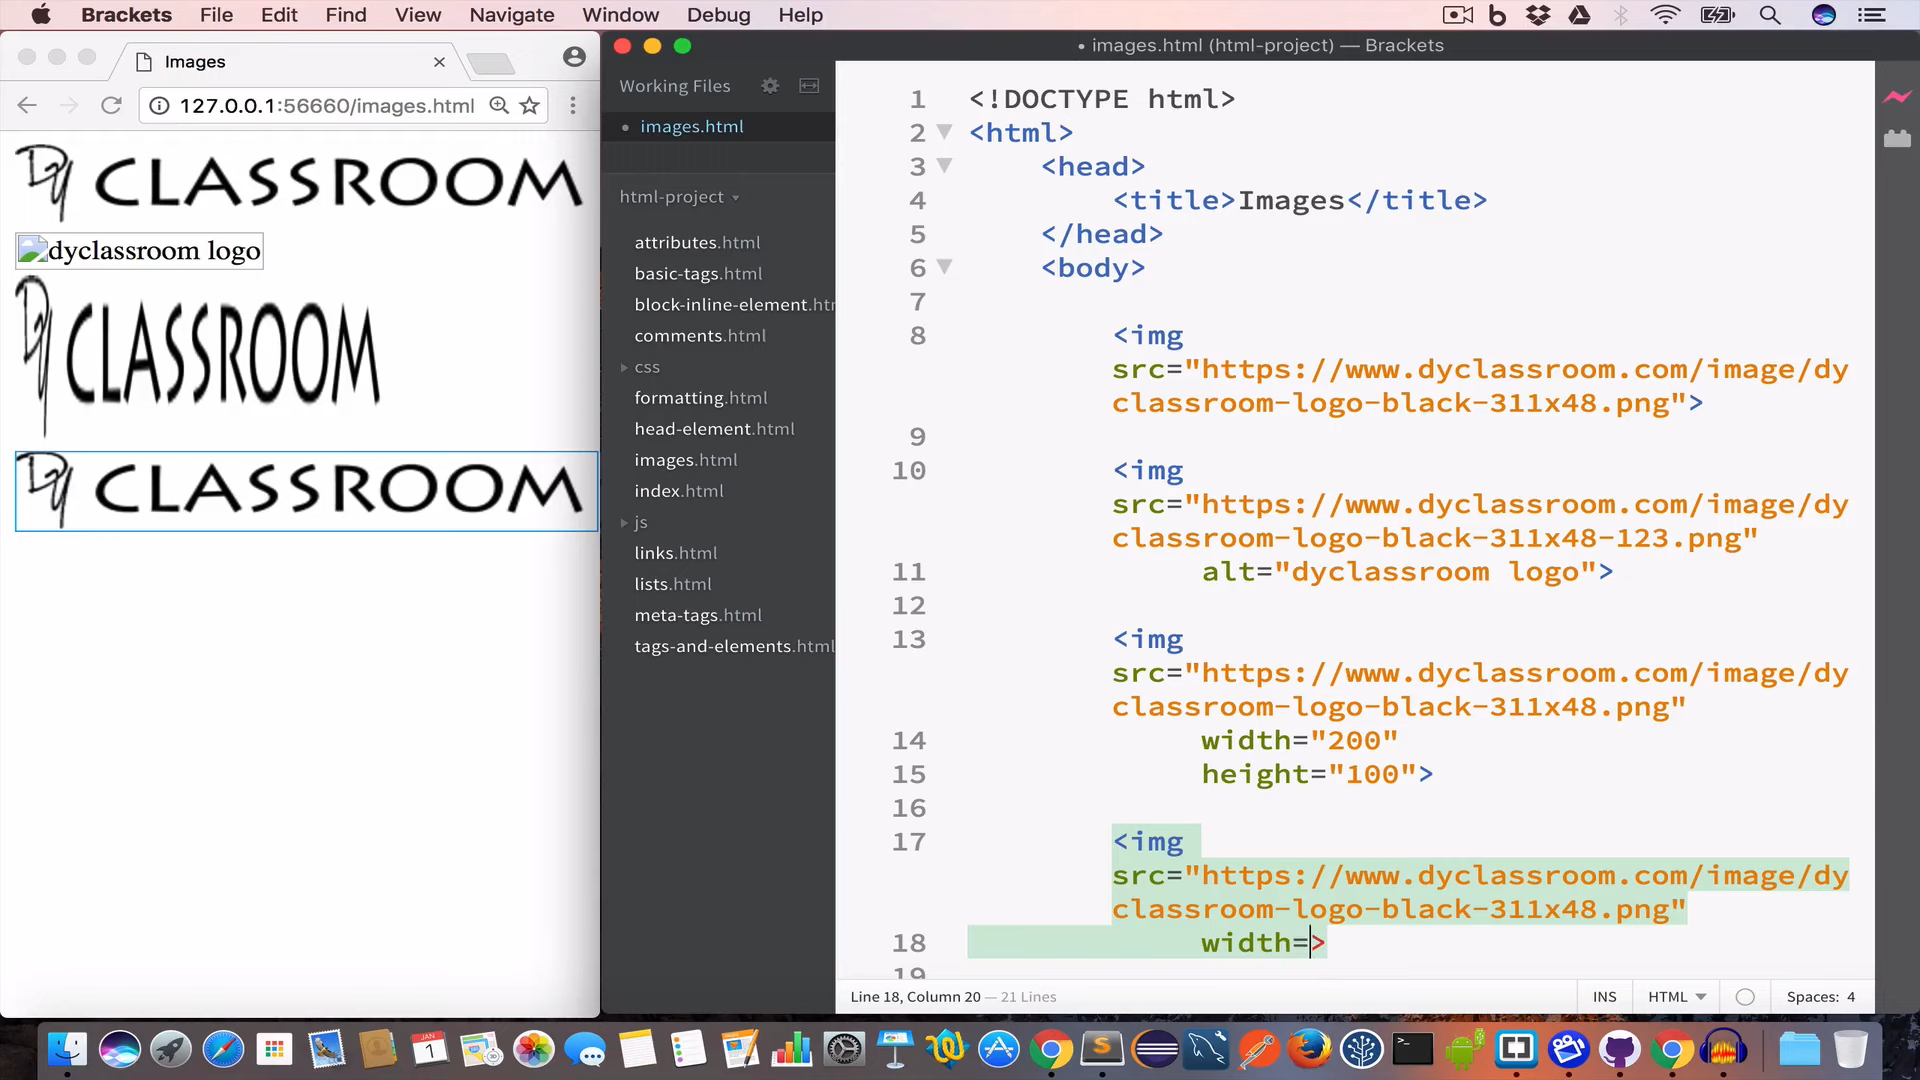 Brackets File Edit Find View Navigate Window Debug Help
Images
127.0.0.1:56660/images.html
DY CLASSROOM
dyclassroom logo
DY CLASSROOM
DY CLASSROOM
• images.html (html-project) — Brackets
Working Files
• images.html
html-project
attributes.html
basic-tags.html
block-inline-element.htm
comments.html
css
formatting.html
head-element.html
images.html
index.html
js
links.html
lists.html
meta-tags.html
tags-and-elements.html
1 <!DOCTYPE html>
2 <html>
3 <head>
4 <title>Images</title>
5 </head>
6 <body>
7
8 <img
src="https://www.dyclassroom.com/image/dy
classroom-logo-black-311x48.png">
9
10 <img
src="https://www.dyclassroom.com/image/dy
classroom-logo-black-311x48-123.png"
11 alt="dyclassroom logo">
12
13 <img
src="https://www.dyclassroom.com/image/dy
classroom-logo-black-311x48.png"
14 width="200"
15 height="100">
16
17 <img
src="https://www.dyclassroom.com/image/dy
classroom-logo-black-311x48.png"
18 width=>
19
Line 18, Column 20 — 21 Lines
INS HTML Spaces: 4